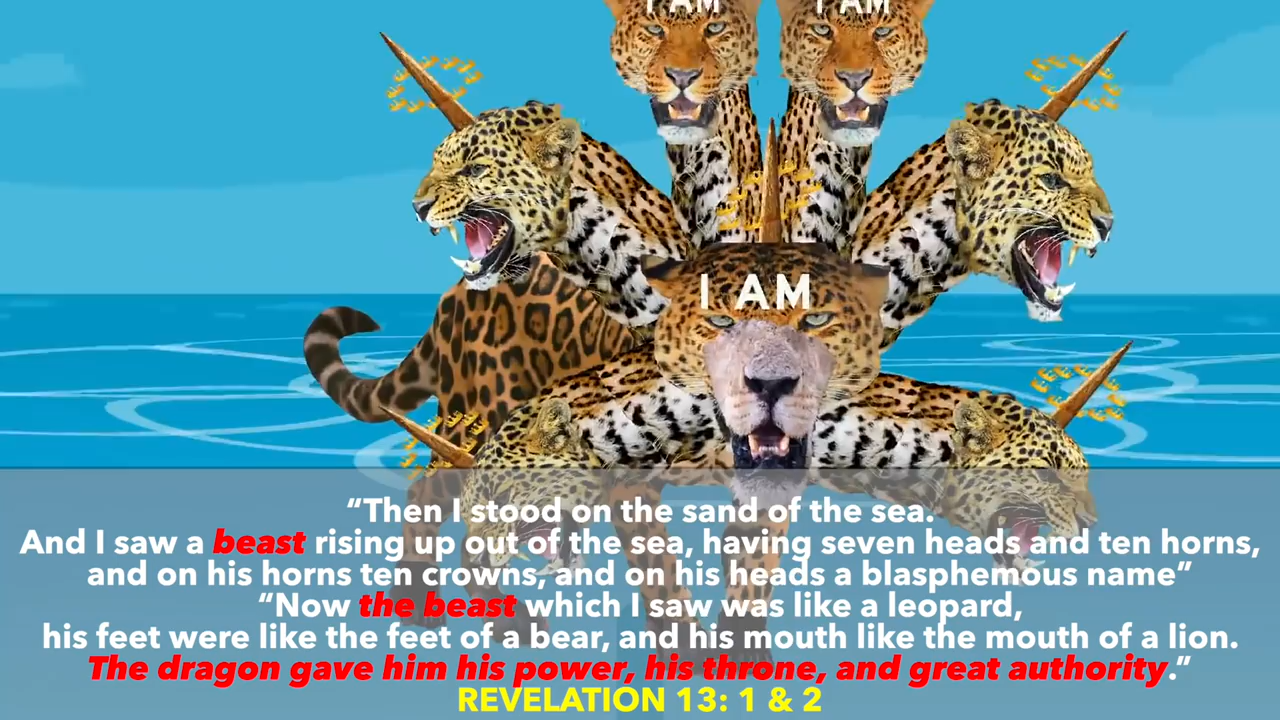 I AM I AM
I AM
“Then I stood on the sand of the sea.
And I saw a beast rising up out of the sea, having seven heads and ten horns,
and on his horns ten crowns, and on his heads a blasphemous name”
“Now the beast which I saw was like a leopard,
his feet were like the feet of a bear, and his mouth like the mouth of a lion.
The dragon gave him his power, his throne, and great authority.”
REVELATION 13: 1 & 2